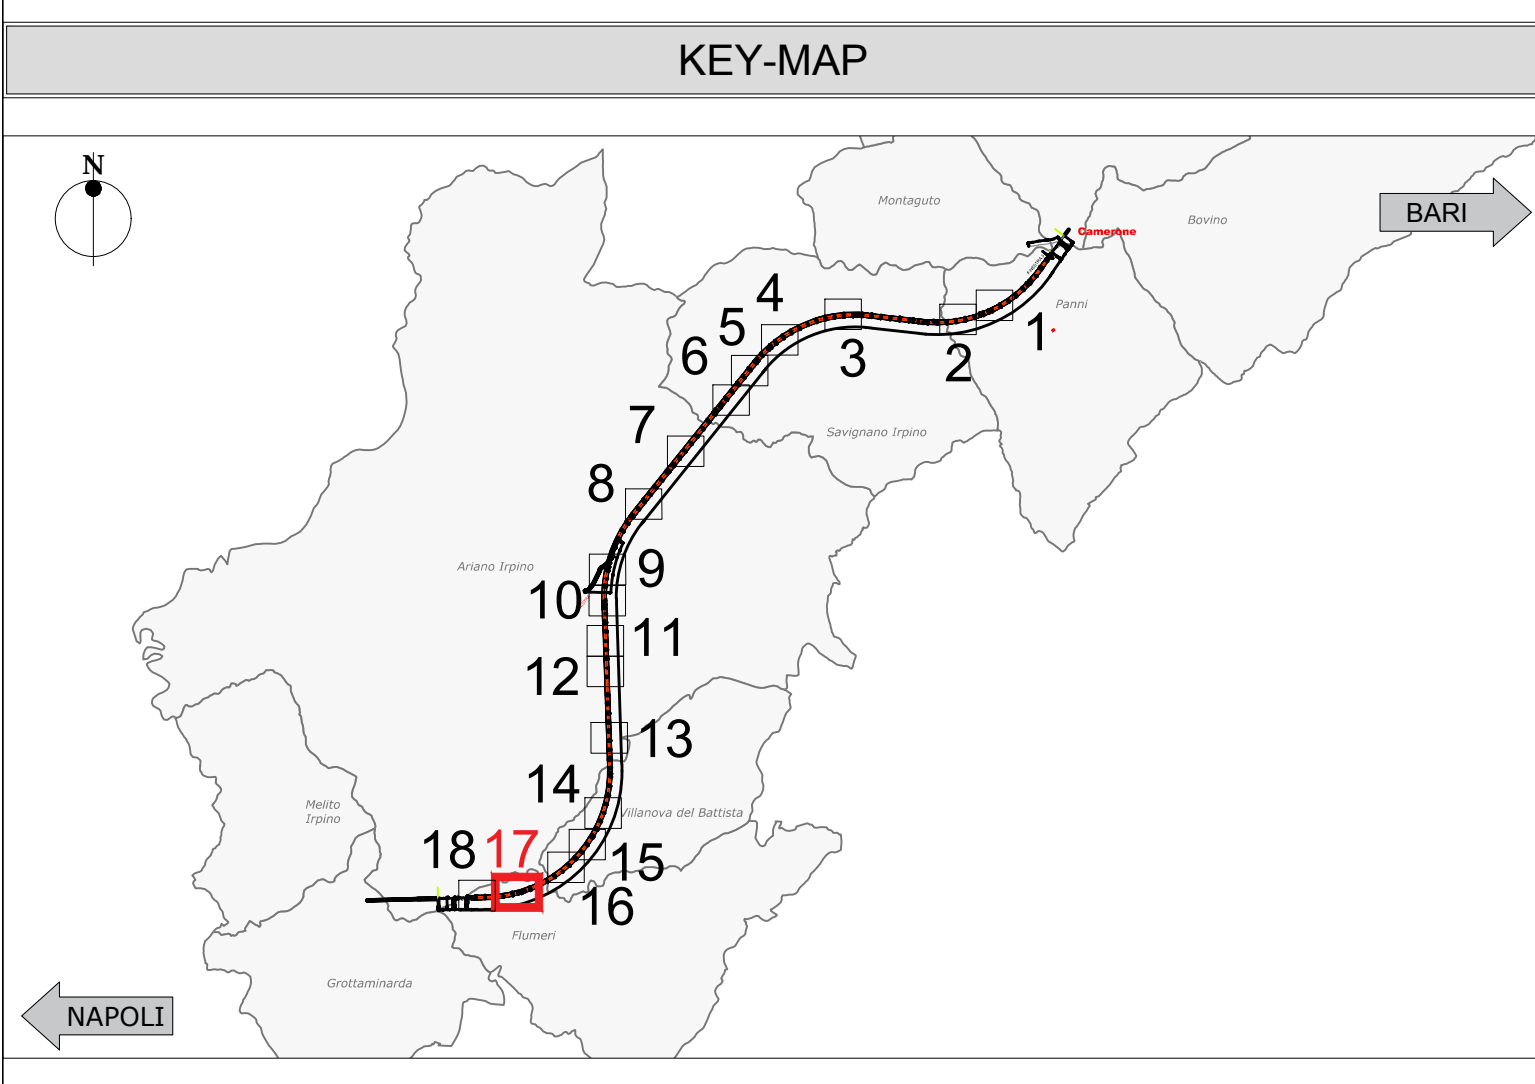 KEY-MAP
N
Montaguto
Bovino
BARI
Camerone
Panni
4
5
3
2
1
6
7
Savignano Irpino
8
Ariano Irpino
9
10
11
12
13
14
Melito
Irpino
Villanova del Battista
18
17
15
16
Flumeri
Grottaminarda
NAPOLI